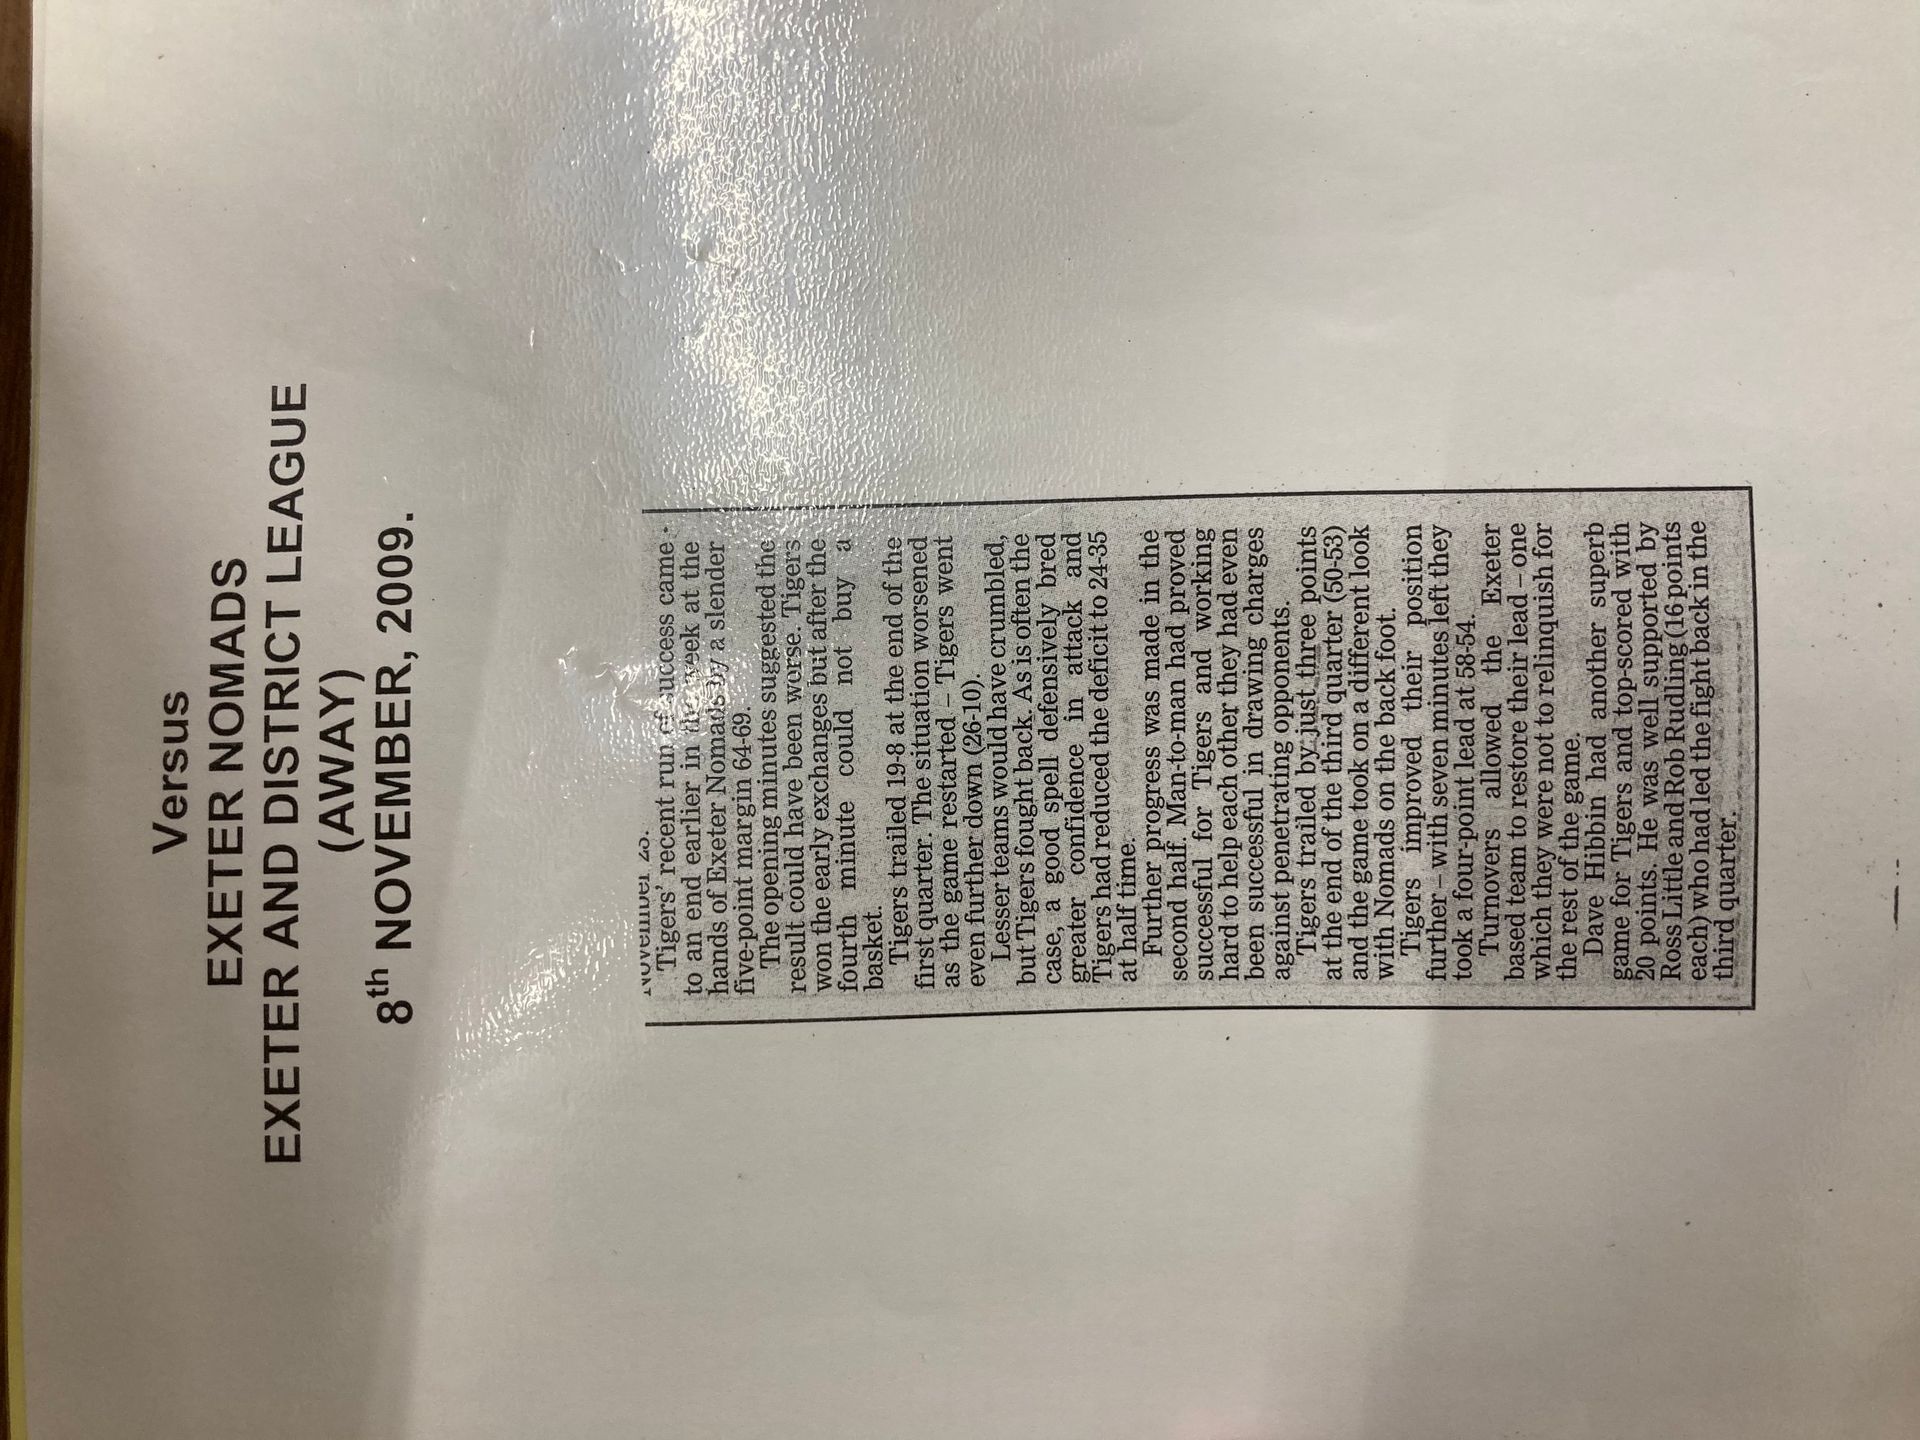 Versus
EXETER NOMADS
EXETER AND DISTRICT LEAGUE
(AWAY)
8th NOVEMBER, 2009.
Tigers' recent run of success came
to an end earlier in the week at the
hands of Exeter Nomads by a slender
five-point margin 64-69.
The opening minutes suggested the
result could have been worse. Tigers
won the early exchanges but after the
fourth minute could not buy a
basket.
Tigers trailed 19-8 at the end of the
first quarter. The situation worsened
as the game restarted – Tigers went
even further down (26-10).
Lesser teams would have crumbled,
but Tigers fought back. As is often the
case, a good spell defensively bred
greater confidence in attack and
Tigers had reduced the deficit to 24-35
at half time.
Further progress was made in the
second half. Man-to-man had proved
successful for Tigers and working
hard to help each other they had even
been successful in drawing charges
against penetrating opponents.
Tigers trailed by just three points
at the end of the third quarter (50-53)
and the game took on a different look
with Nomads on the back foot.
Tigers improved their position
further – with seven minutes left they
took a four-point lead at 58-54.
Turnovers allowed the Exeter
based team to restore their lead – one
which they were not to relinquish for
the rest of the game.
Dave Hibbin had another superb
game for Tigers and top-scored with
20 points. He was well supported by
Ross Little and Rob Rudling (16 points
each) who had led the fight back in the
third quarter.